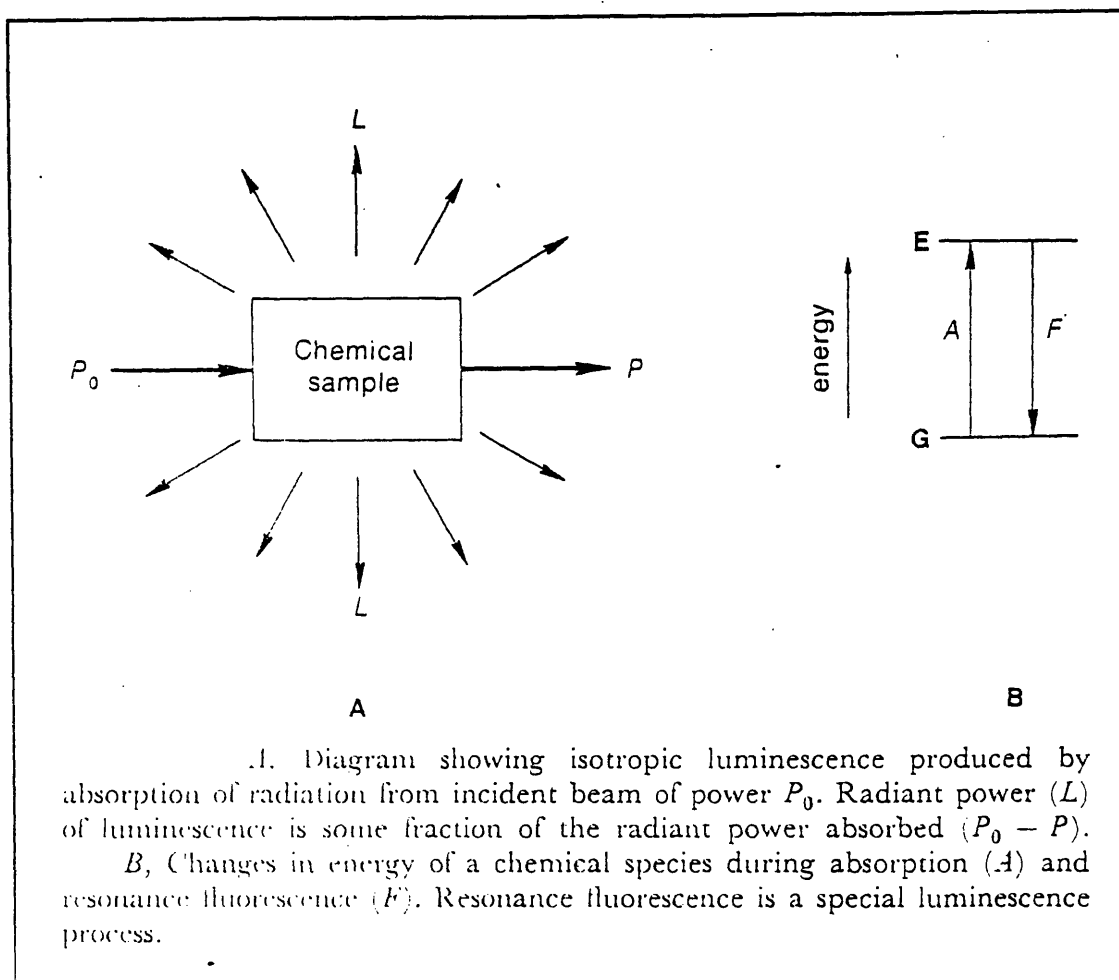 L
E
energy
A
F
P₀
Chemical
sample
P
G
L
A
B
A. Diagram showing isotropic luminescence produced by
absorption of radiation from incident beam of power P₀. Radiant power (L)
of luminescence is some fraction of the radiant power absorbed (P₀ − P).
B, Changes in energy of a chemical species during absorption (A) and
resonance fluorescence (F). Resonance fluorescence is a special luminescence
process.